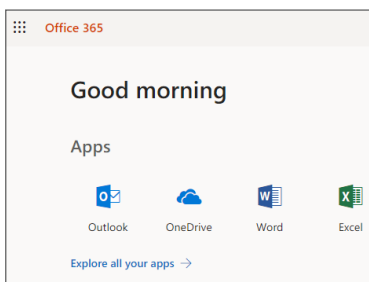 Office 365
Good morning
Apps
Outlook OneDrive Word Excel
Explore all your apps →